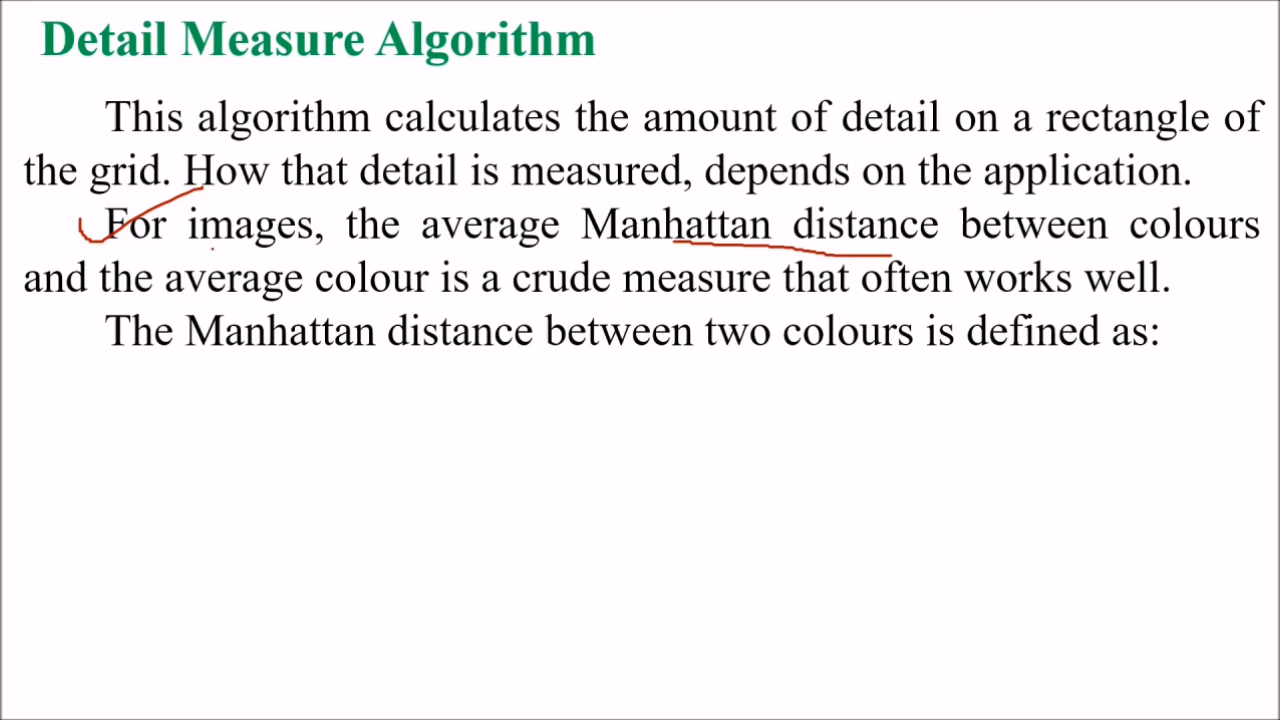 Detail Measure Algorithm
This algorithm calculates the amount of detail on a rectangle of
the grid. How that detail is measured, depends on the application.
For images, the average Manhattan distance between colours
and the average colour is a crude measure that often works well.
The Manhattan distance between two colours is defined as: